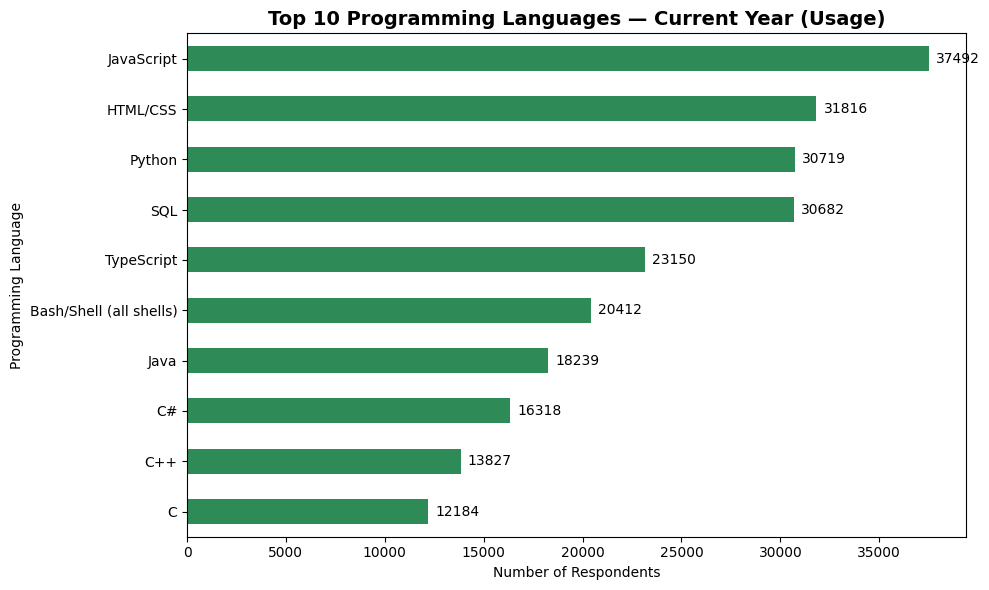 Top 10 Programming Languages — Current Year (Usage)
Programming Language
JavaScript 37492
HTML/CSS 31816
Python 30719
SQL 30682
TypeScript 23150
Bash/Shell (all shells) 20412
Java 18239
C# 16318
C++ 13827
C 12184
0 5000 10000 15000 20000 25000 30000 35000
Number of Respondents